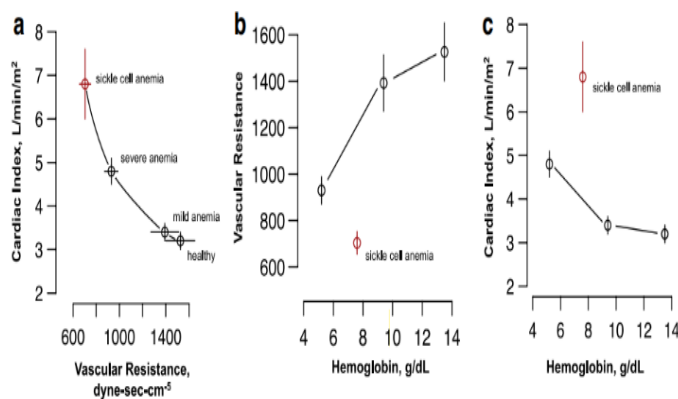 a
Cardiac Index, L/min/m²
8
7
6
5
4
3
2
sickle cell anemia
severe anemia
mild anemia
healthy
600 1000 1400
Vascular Resistance,
dyne-sec-cm⁻⁵
b
Vascular Resistance
1600
1400
1200
1000
800
600
sickle cell anemia
4 6 8 10 12 14
Hemoglobin, g/dL
c
Cardiac Index, L/min/m²
8
7
6
5
4
3
2
sickle cell anemia
4 6 8 10 12 14
Hemoglobin, g/dL